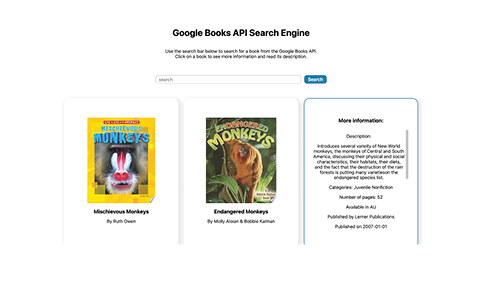 Google Books API Search Engine
Use the search bar below to search for a book from the Google Books API.
Click on a book to see more information and read its description.
search
Search
MISCHIEVOUS
MONKEYS
Mischievous Monkeys
By Ruth Owen
ENDANGERED
MONKEYS
Endangered Monkeys
By Molly Aloian & Bobbie Kalman
More information:
Description:
Introduces several varietly of New World
monkeys, the monkeys of Central and South
America, discussing their physical and social
characteristics, their habitats, their diets,
and the fact that the destruction of the rain
forests is putting many varietieson the
endangered species list.
Categories: Juvenile Nonfiction
Number of pages: 52
Available in AU
Published by Lerner Publications
Published on 2007-01-01